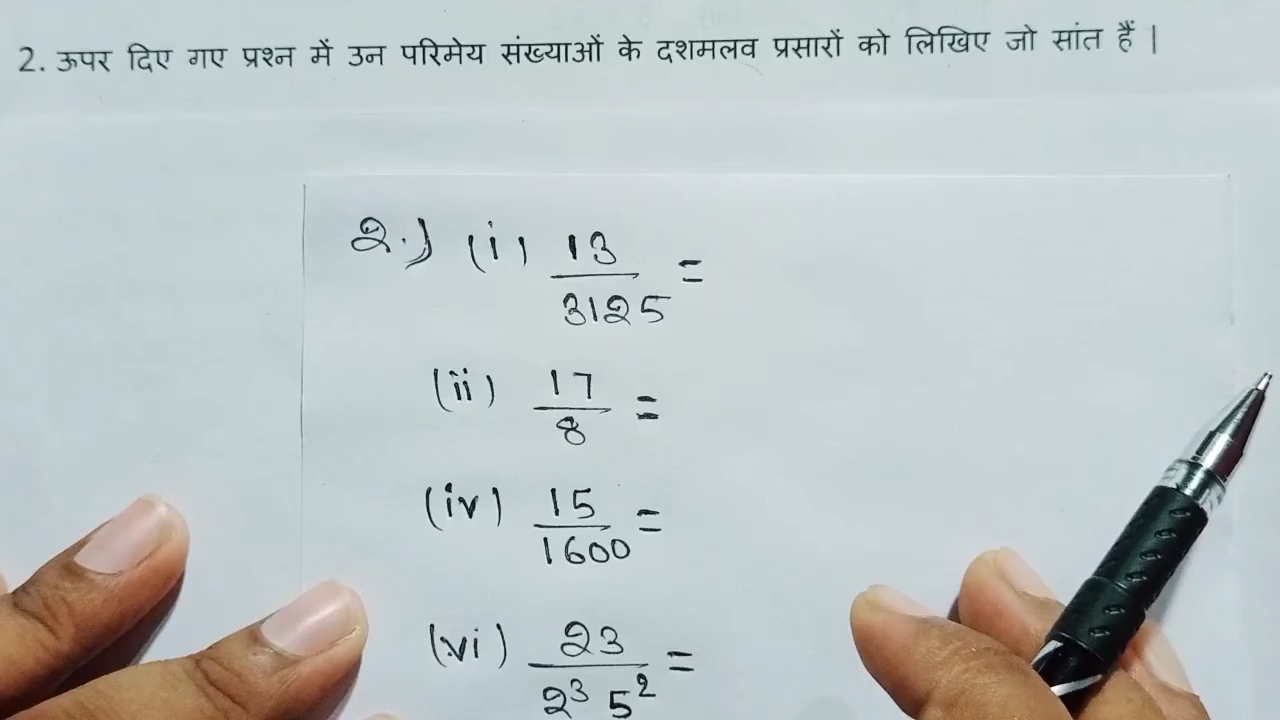 2. ऊपर दिए गए प्रश्न में उन परिमेय संख्याओं के दशमलव प्रसारों को लिखिए जो सांत हैं |
2.) (i) 13/3125 =
(ii) 17/8 =
(iv) 15/1600 =
(vi) 23/2³ 5² =